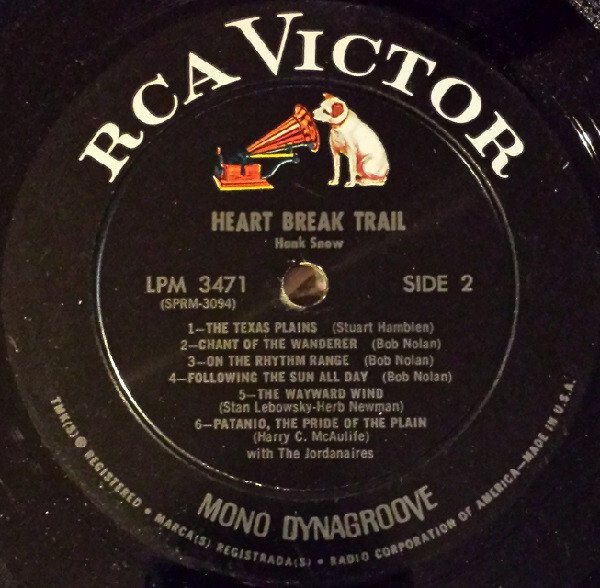 RCA VICTOR
HEART BREAK TRAIL
Hank Snow
LPM 3471
SIDE 2
(SPRM-3094)
1—THE TEXAS PLAINS (Stuart Hamblen)
2—CHANT OF THE WANDERER (Bob Nolan)
3—ON THE RHYTHM RANGE (Bob Nolan)
4—FOLLOWING THE SUN ALL DAY (Bob Nolan)
5—THE WAYWARD WIND
(Stan Lebowsky-Herb Newman)
6—PATANIO, THE PRIDE OF THE PLAIN
(Harry C. McAulife)
with The Jordanaires
MONO DYNAGROOVE
TMK(S) ® REGISTERED • MARCA(S) REGISTRADA(S) • RADIO CORPORATION OF AMERICA—MADE IN U.S.A.